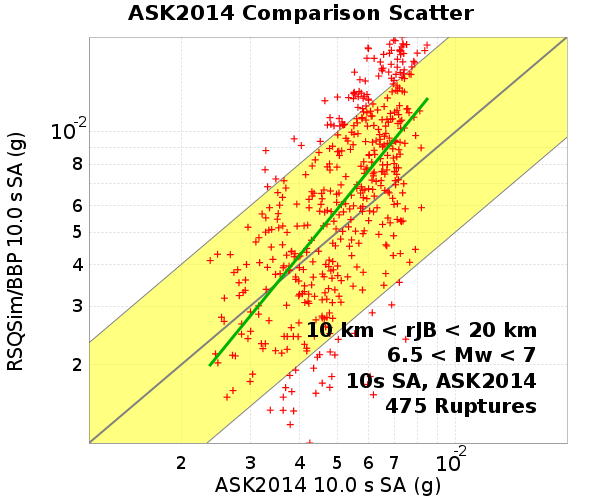 ASK2014 Comparison Scatter
RSQSim/BBP 10.0 s SA (g)
10⁻²
8
6
5
4
3
2
10 km < rJB < 20 km
6.5 < Mw < 7
10s SA, ASK2014
475 Ruptures
2 3 4 5 6 7 10⁻²
ASK2014 10.0 s SA (g)